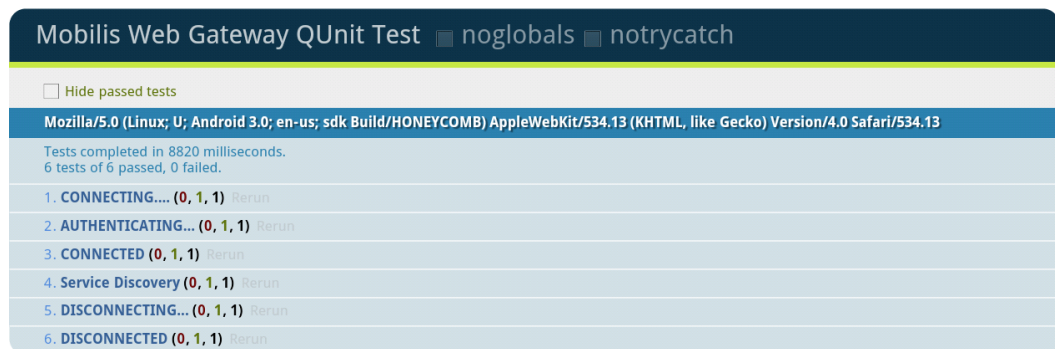 Mobilis Web Gateway QUnit Test noglobals notrycatch
Hide passed tests
Mozilla/5.0 (Linux; U; Android 3.0; en-us; sdk Build/HONEYCOMB) AppleWebKit/534.13 (KHTML, like Gecko) Version/4.0 Safari/534.13
Tests completed in 8820 milliseconds.
6 tests of 6 passed, 0 failed.
1. CONNECTING.... (0, 1, 1) Rerun
2. AUTHENTICATING... (0, 1, 1) Rerun
3. CONNECTED (0, 1, 1) Rerun
4. Service Discovery (0, 1, 1) Rerun
5. DISCONNECTING... (0, 1, 1) Rerun
6. DISCONNECTED (0, 1, 1) Rerun